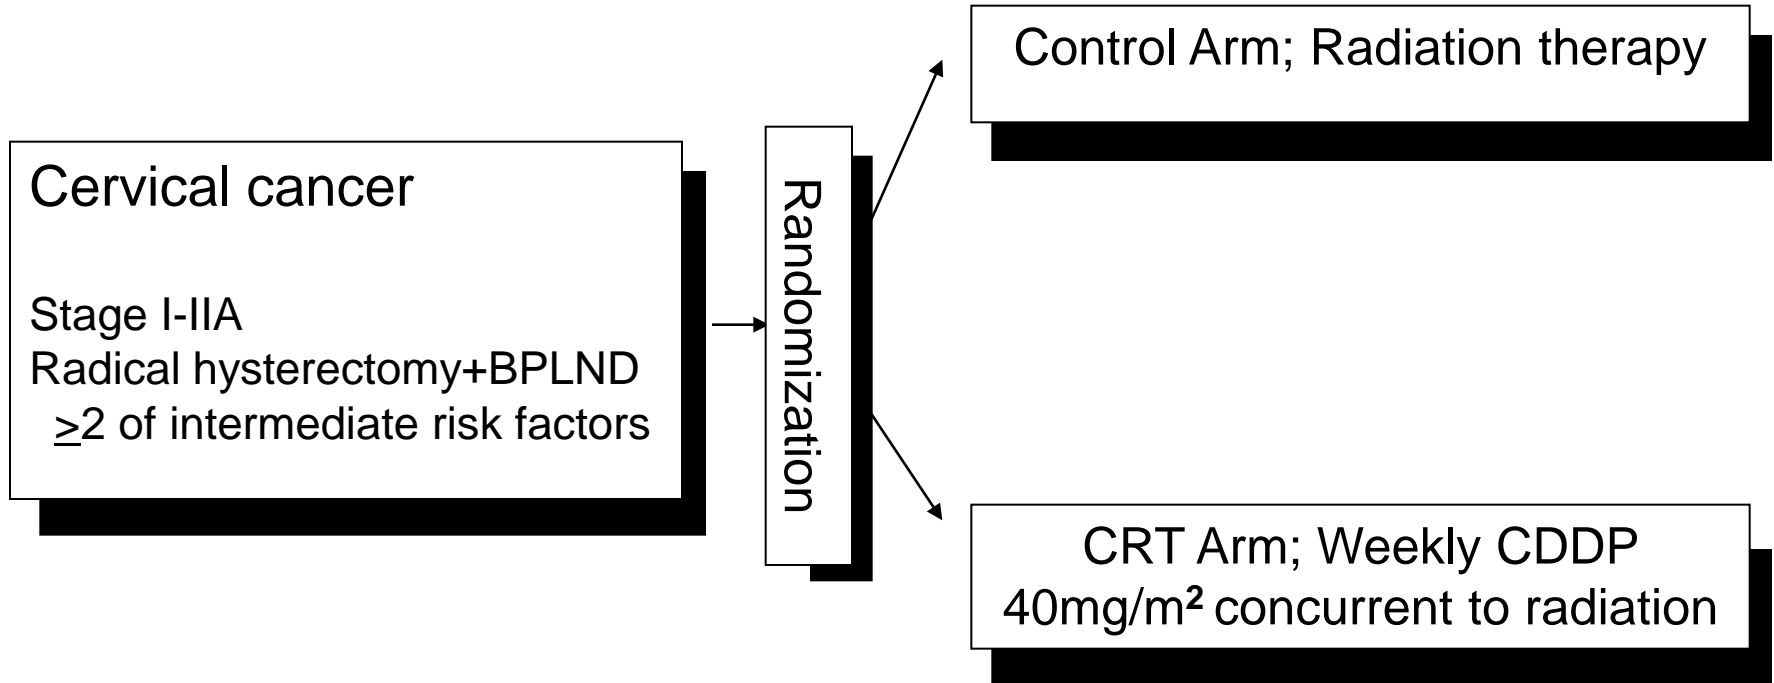 Cervical cancer
Stage I-IIA
Radical hysterectomy+BPLND
≥2 of intermediate risk factors
Randomization
Control Arm; Radiation therapy
CRT Arm; Weekly CDDP
40mg/m² concurrent to radiation